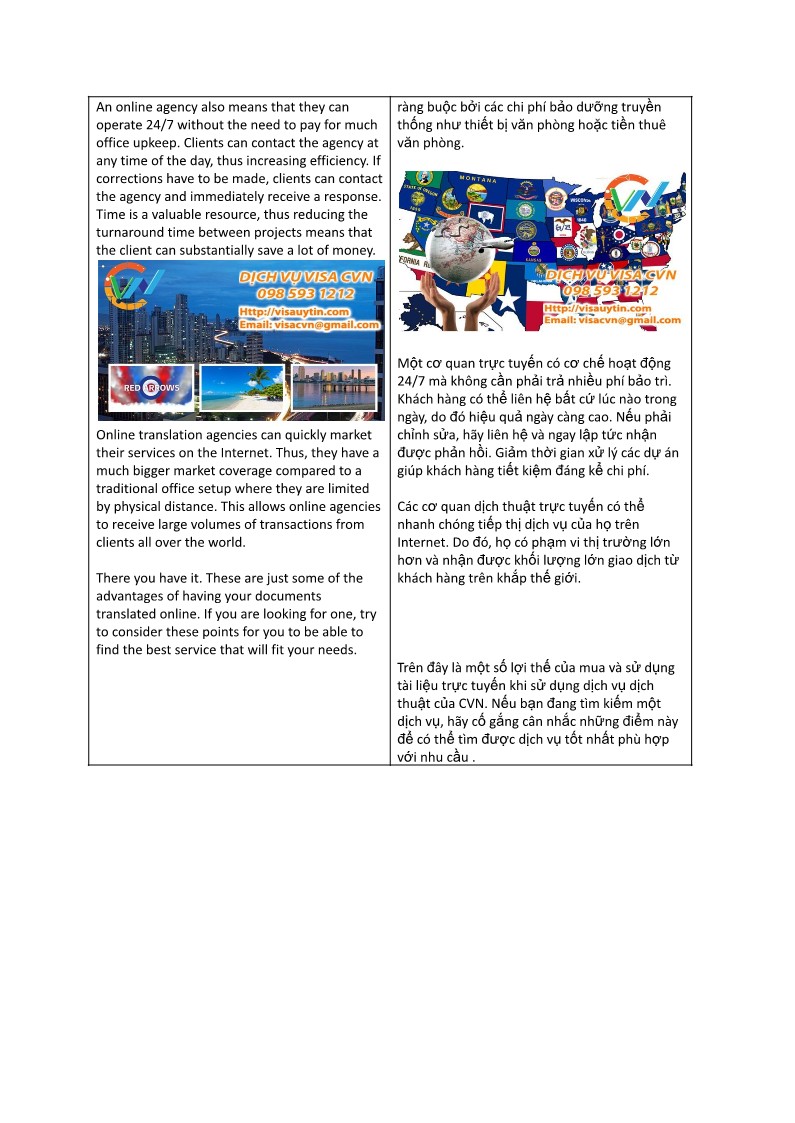 An online agency also means that they can
operate 24/7 without the need to pay for much
office upkeep. Clients can contact the agency at
any time of the day, thus increasing efficiency. If
corrections have to be made, clients can contact
the agency and immediately receive a response.
Time is a valuable resource, thus reducing the
turnaround time between projects means that
the client can substantially save a lot of money.
CVN
DỊCH VỤ VISA CVN
098 593 1212
Http://visauytin.com
Email: visacvn@gmail.com
RED ARROWS
Online translation agencies can quickly market
their services on the Internet. Thus, they have a
much bigger market coverage compared to a
traditional office setup where they are limited
by physical distance. This allows online agencies
to receive large volumes of transactions from
clients all over the world.
There you have it. These are just some of the
advantages of having your documents
translated online. If you are looking for one, try
to consider these points for you to be able to
find the best service that will fit your needs.
ràng buộc bởi các chi phí bảo dưỡng truyền
thống như thiết bị văn phòng hoặc tiền thuê
văn phòng.
MONTANA
STATE OF OREGON
1859
WISCONSIN
1848
KANSAS
CVN
DỊCH VỤ VISA CVN
098 593 1212
Http://visauytin.com
Email: visacvn@gmail.com
Một cơ quan trực tuyến có cơ chế hoạt động
24/7 mà không cần phải trả nhiều phí bảo trì.
Khách hàng có thể liên hệ bất cứ lúc nào trong
ngày, do đó hiệu quả ngày càng cao. Nếu phải
chỉnh sửa, hãy liên hệ và ngay lập tức nhận
được phản hồi. Giảm thời gian xử lý các dự án
giúp khách hàng tiết kiệm đáng kể chi phí.
Các cơ quan dịch thuật trực tuyến có thể
nhanh chóng tiếp thị dịch vụ của họ trên
Internet. Do đó, họ có phạm vi thị trường lớn
hơn và nhận được khối lượng lớn giao dịch từ
khách hàng trên khắp thế giới.
Trên đây là một số lợi thế của mua và sử dụng
tài liệu trực tuyến khi sử dụng dịch vụ dịch
thuật của CVN. Nếu bạn đang tìm kiếm một
dịch vụ, hãy cố gắng cân nhắc những điểm này
để có thể tìm được dịch vụ tốt nhất phù hợp
với nhu cầu .